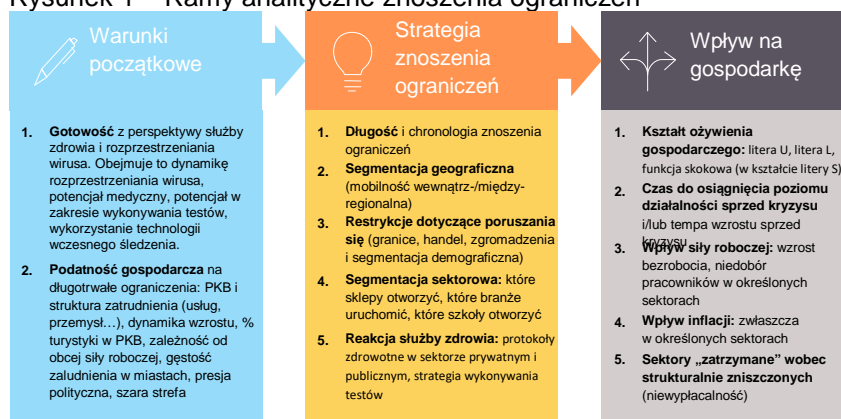 Rysunek 1 – Ramy analityczne znoszenia ograniczeń
Warunki
początkowe
1. Gotowość z perspektywy służby
zdrowia i rozprzestrzeniania
wirusa. Obejmuje to dynamikę
rozprzestrzeniania wirusa,
potencjał medyczny, potencjał w
zakresie wykonywania testów,
wykorzystanie technologii
wczesnego śledzenia.
2. Podatność gospodarcza na
długotrwałe ograniczenia: PKB i
struktura zatrudnienia (usług,
przemysł…), dynamika wzrostu, %
turystyki w PKB, zależność od
obcej siły roboczej, gęstość
zaludnienia w miastach, presja
polityczna, szara strefa
Strategia
znoszenia
ograniczeń
1. Długość i chronologia znoszenia
ograniczeń
2. Segmentacja geograficzna
(mobilność wewnątrz-/między-
regionalna)
3. Restrykcje dotyczące poruszania
się (granice, handel, zgromadzenia
i segmentacja demograficzna)
4. Segmentacja sektorowa: które
sklepy otworzyć, które branże
uruchomić, które szkoły otworzyć
5. Reakcja służby zdrowia: protokoły
zdrowotne w sektorze prywatnym i
publicznym, strategia wykonywania
testów
Wpływ na
gospodarkę
1. Kształt ożywienia
gospodarczego: litera U, litera L,
funkcja skokowa (w kształcie litery S)
2. Czas do osiągnięcia poziomu
działalności sprzed kryzysu
i/lub tempa wzrostu sprzed
kryzysu
3. Wpływ siły roboczej: wzrost
bezrobocia, niedobór
pracowników w określonych
sektorach
4. Wpływ inflacji: zwłaszcza
w określonych sektorach
5. Sektory „zatrzymane” wobec
strukturalnie zniszczonych
(niewypłacalność)